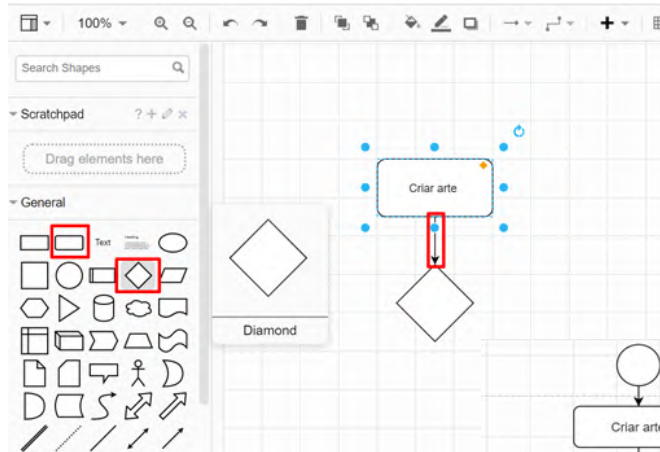 100%
Search Shapes
Scratchpad
?
Drag elements here
General
Text
Heading
Criar arte
Diamond
Criar arte